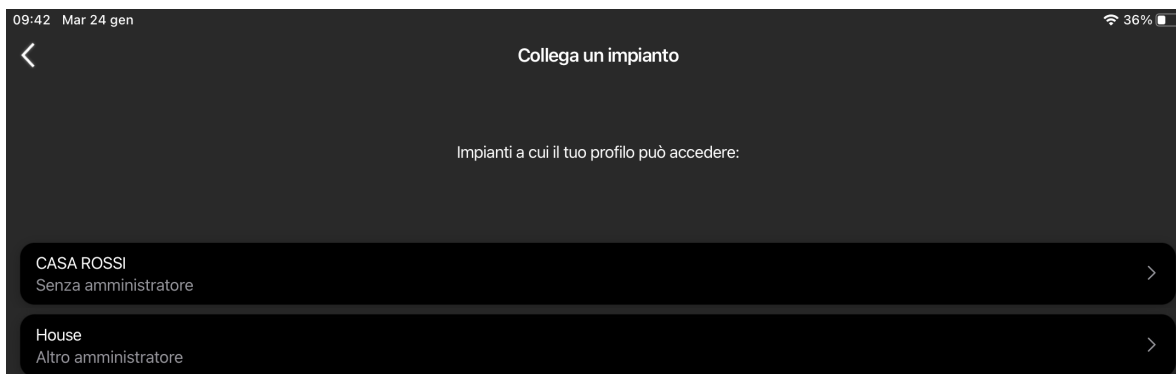 09:42 Mar 24 gen 36%
Collega un impianto
Impianti a cui il tuo profilo può accedere:
CASA ROSSI
Senza amministratore
House
Altro amministratore